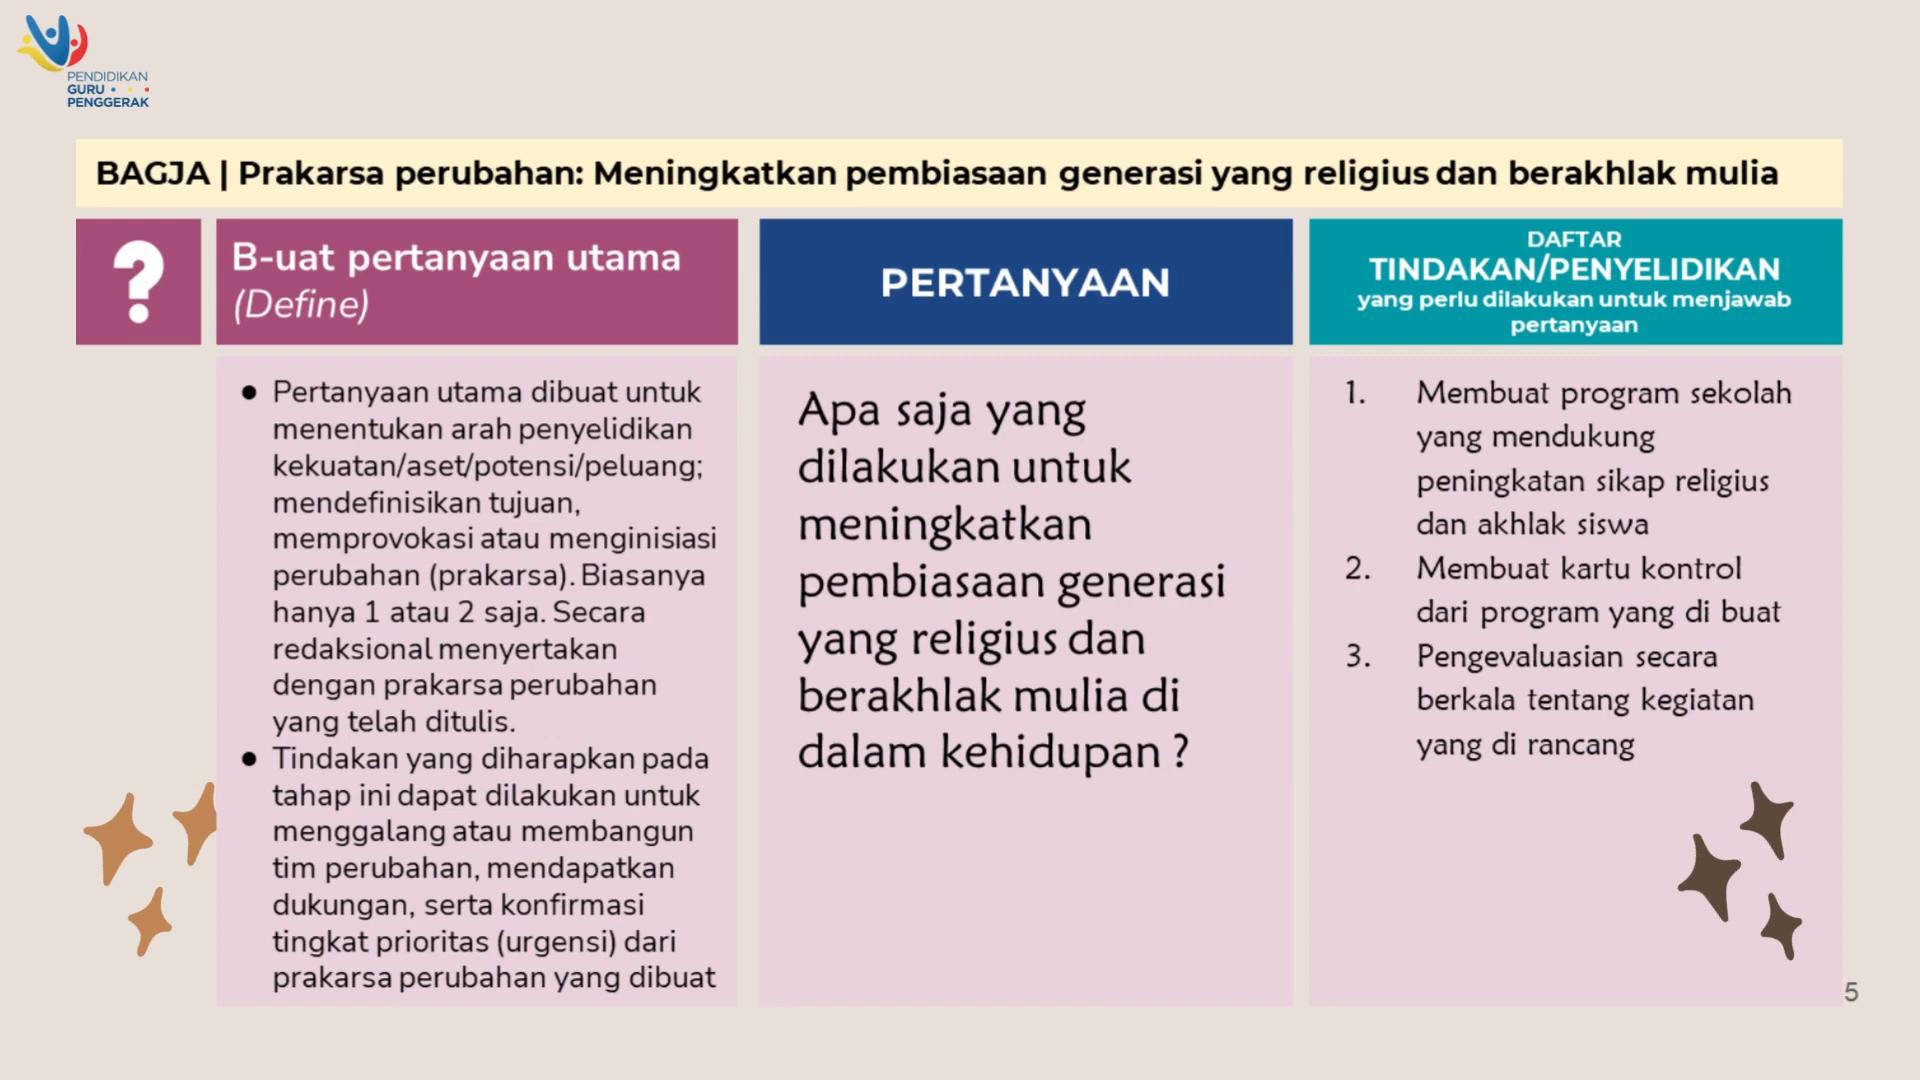 PENDIDIKAN
GURU
PENGGERAK
BAGJA | Prakarsa perubahan: Meningkatkan pembiasaan generasi yang religius dan berakhlak mulia
?
B-uat pertanyaan utama
(Define)
PERTANYAAN
DAFTAR
TINDAKAN/PENYELIDIKAN
yang perlu dilakukan untuk menjawab
pertanyaan
● Pertanyaan utama dibuat untuk
menentukan arah penyelidikan
kekuatan/aset/potensi/peluang;
mendefinisikan tujuan,
memprovokasi atau menginisiasi
perubahan (prakarsa). Biasanya
hanya 1 atau 2 saja. Secara
redaksional menyertakan
dengan prakarsa perubahan
yang telah ditulis.
● Tindakan yang diharapkan pada
tahap ini dapat dilakukan untuk
menggalang atau membangun
tim perubahan, mendapatkan
dukungan, serta konfirmasi
tingkat prioritas (urgensi) dari
prakarsa perubahan yang dibuat
Apa saja yang
dilakukan untuk
meningkatkan
pembiasaan generasi
yang religius dan
berakhlak mulia di
dalam kehidupan ?
1. Membuat program sekolah
yang mendukung
peningkatan sikap religius
dan akhlak siswa
2. Membuat kartu kontrol
dari program yang di buat
3. Pengevaluasian secara
berkala tentang kegiatan
yang di rancang
5